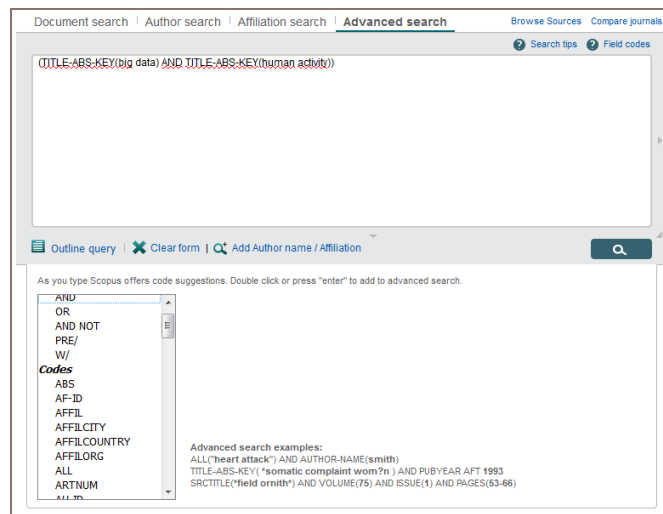 Document search | Author search | Affiliation search | Advanced search Browse Sources Compare journals
Search tips Field codes
(TITLE-ABS-KEY(big data) AND TITLE-ABS-KEY(human activity))
Outline query | Clear form | Add Author name / Affiliation
As you type Scopus offers code suggestions. Double click or press "enter" to add to advanced search.
AND
OR
AND NOT
PRE/
W/
Codes
ABS
AF-ID
AFFIL
AFFILCITY
AFFILCOUNTRY
AFFILORG
ALL
ARTNUM
AU-ID
Advanced search examples:
ALL("heart attack") AND AUTHOR-NAME(smith)
TITLE-ABS-KEY( *somatic complaint wom?n ) AND PUBYEAR AFT 1993
SRCTITLE(*field ornith*) AND VOLUME(75) AND ISSUE(1) AND PAGES(53-66)